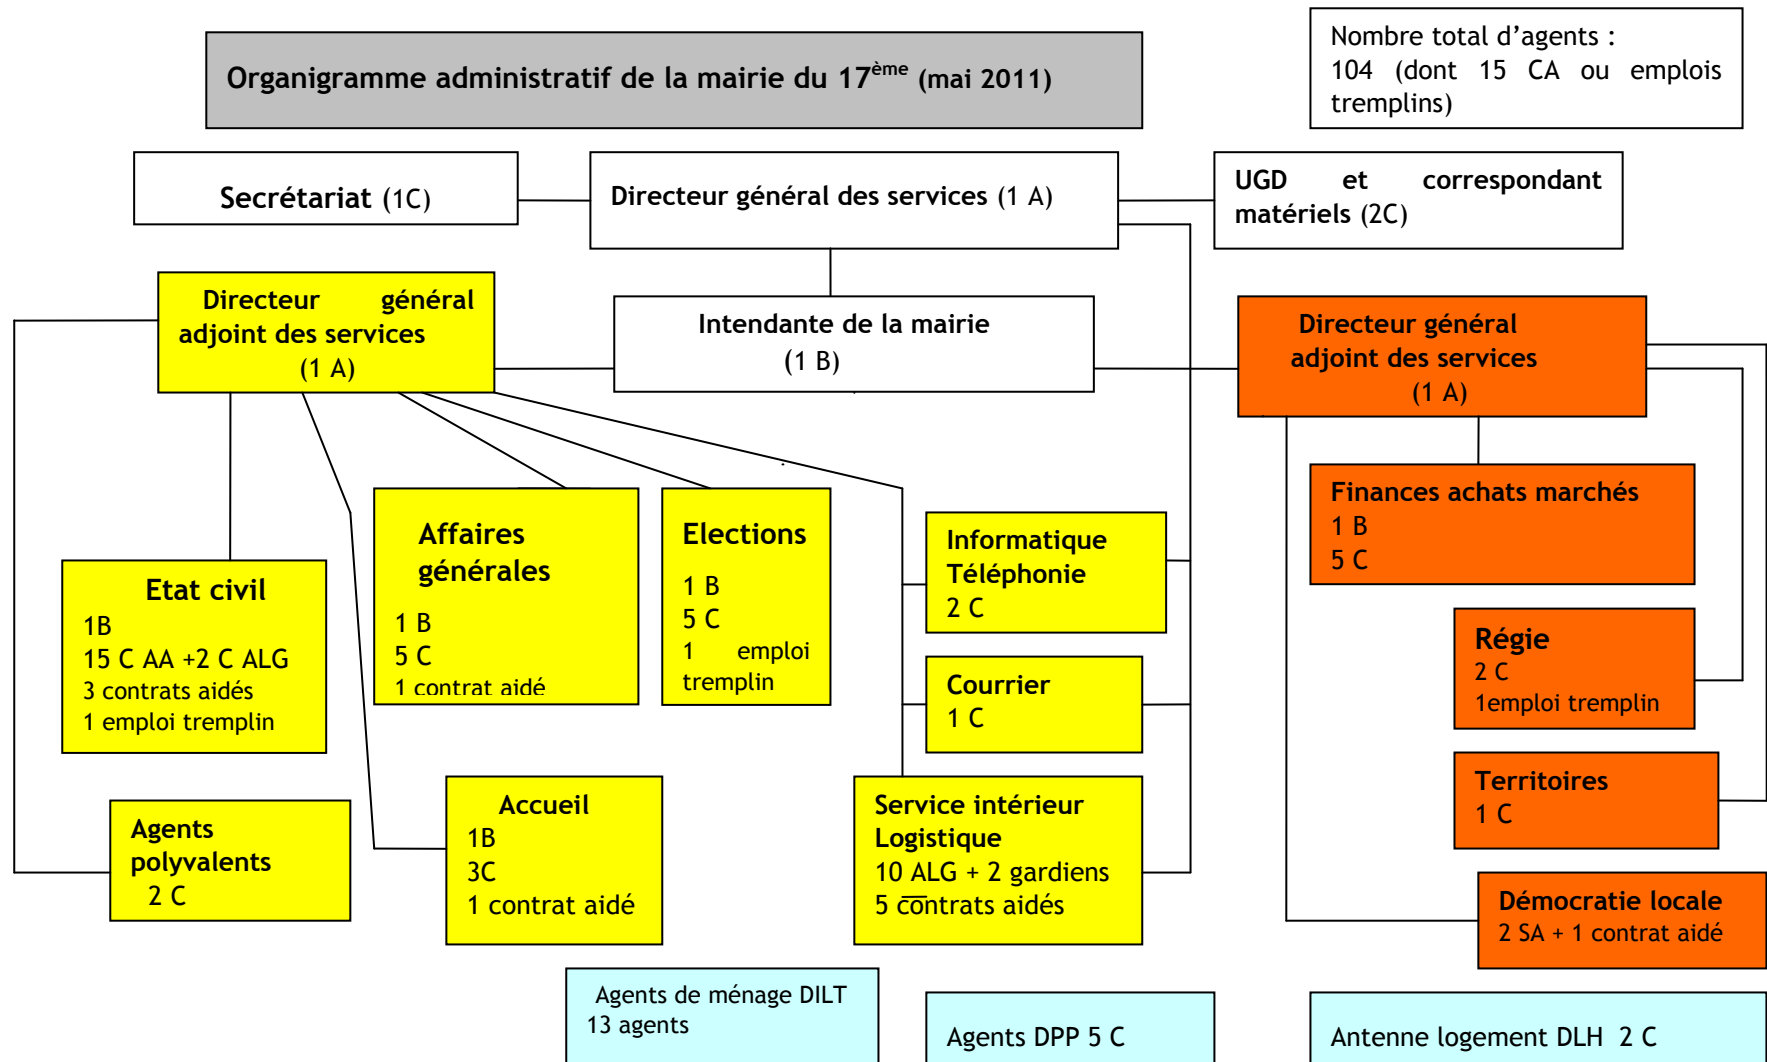 Organigramme administratif de la mairie du 17ème (mai 2011)
Nombre total d’agents :
104 (dont 15 CA ou emplois
tremplins)
Secrétariat (1C)
Directeur général des services (1 A)
UGD et correspondant
matériels (2C)
Directeur général
adjoint des services
(1 A)
Intendante de la mairie
(1 B)
Directeur général
adjoint des services
(1 A)
Etat civil
1B
15 C AA +2 C ALG
3 contrats aidés
1 emploi tremplin
Affaires
générales
1 B
5 C
1 contrat aidé
Elections
1 B
5 C
1 emploi
tremplin
Informatique
Téléphonie
2 C
Courrier
1 C
Finances achats marchés
1 B
5 C
Régie
2 C
1emploi tremplin
Territoires
1 C
Agents
polyvalents
2 C
Accueil
1B
3C
1 contrat aidé
Service intérieur
Logistique
10 ALG + 2 gardiens
5 contrats aidés
Démocratie locale
2 SA + 1 contrat aidé
Agents de ménage DILT
13 agents
Agents DPP 5 C
Antenne logement DLH 2 C